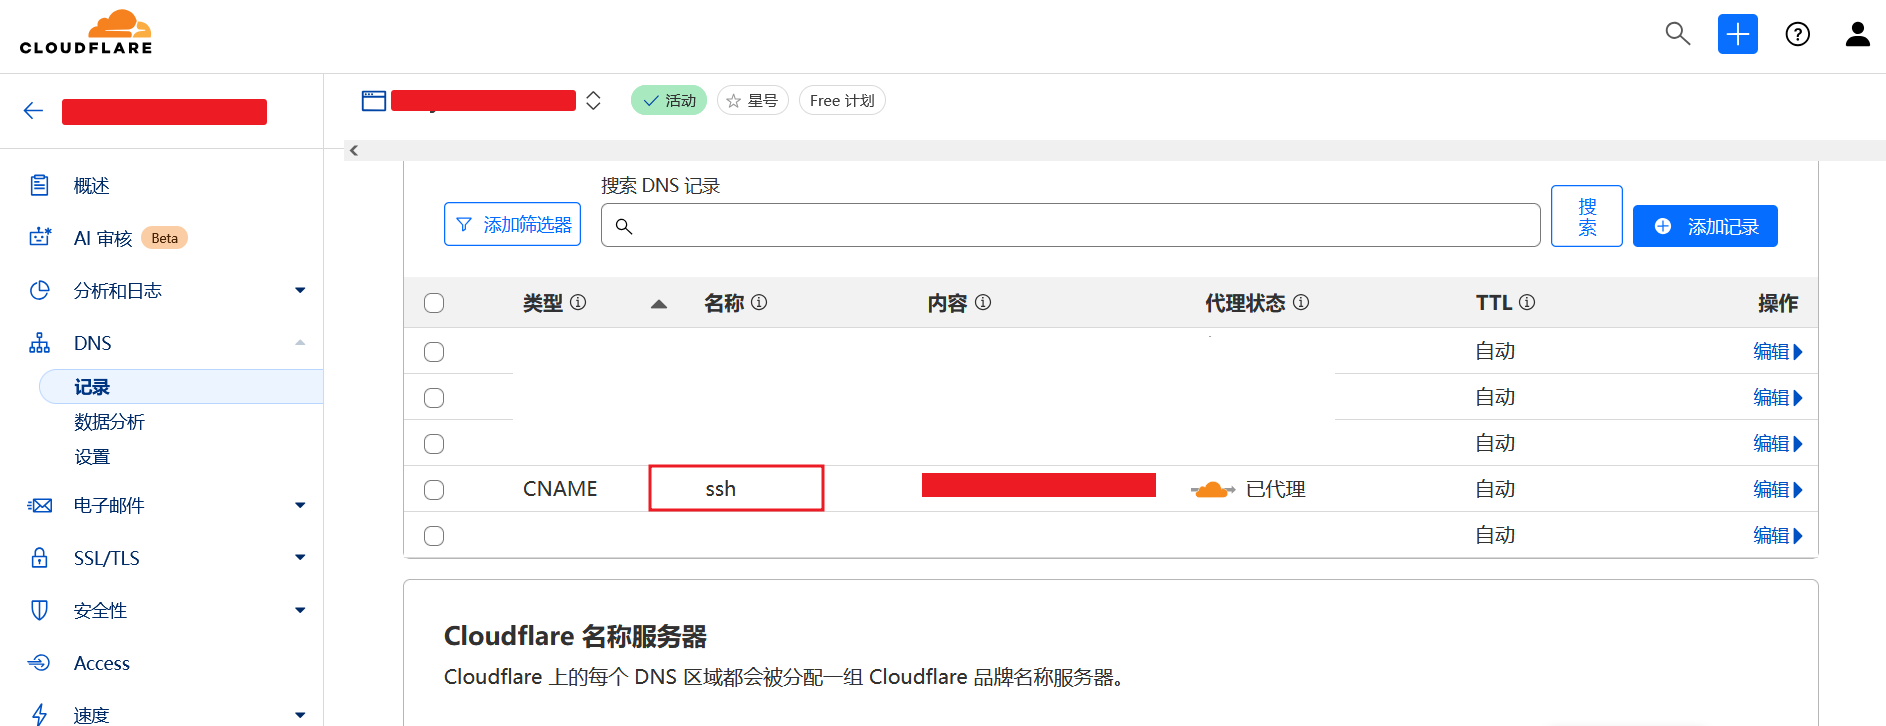 CLOUDFLARE
活动
星号
Free 计划
概述
AI 审核 Beta
分析和日志
DNS
记录
数据分析
设置
电子邮件
SSL/TLS
安全性
Access
速度
搜索 DNS 记录
添加筛选器
搜
索
添加记录
类型 名称 内容 代理状态 TTL 操作
自动 编辑
自动 编辑
自动 编辑
CNAME ssh 已代理 自动 编辑
自动 编辑
Cloudflare 名称服务器
Cloudflare 上的每个 DNS 区域都会被分配一组 Cloudflare 品牌名称服务器。